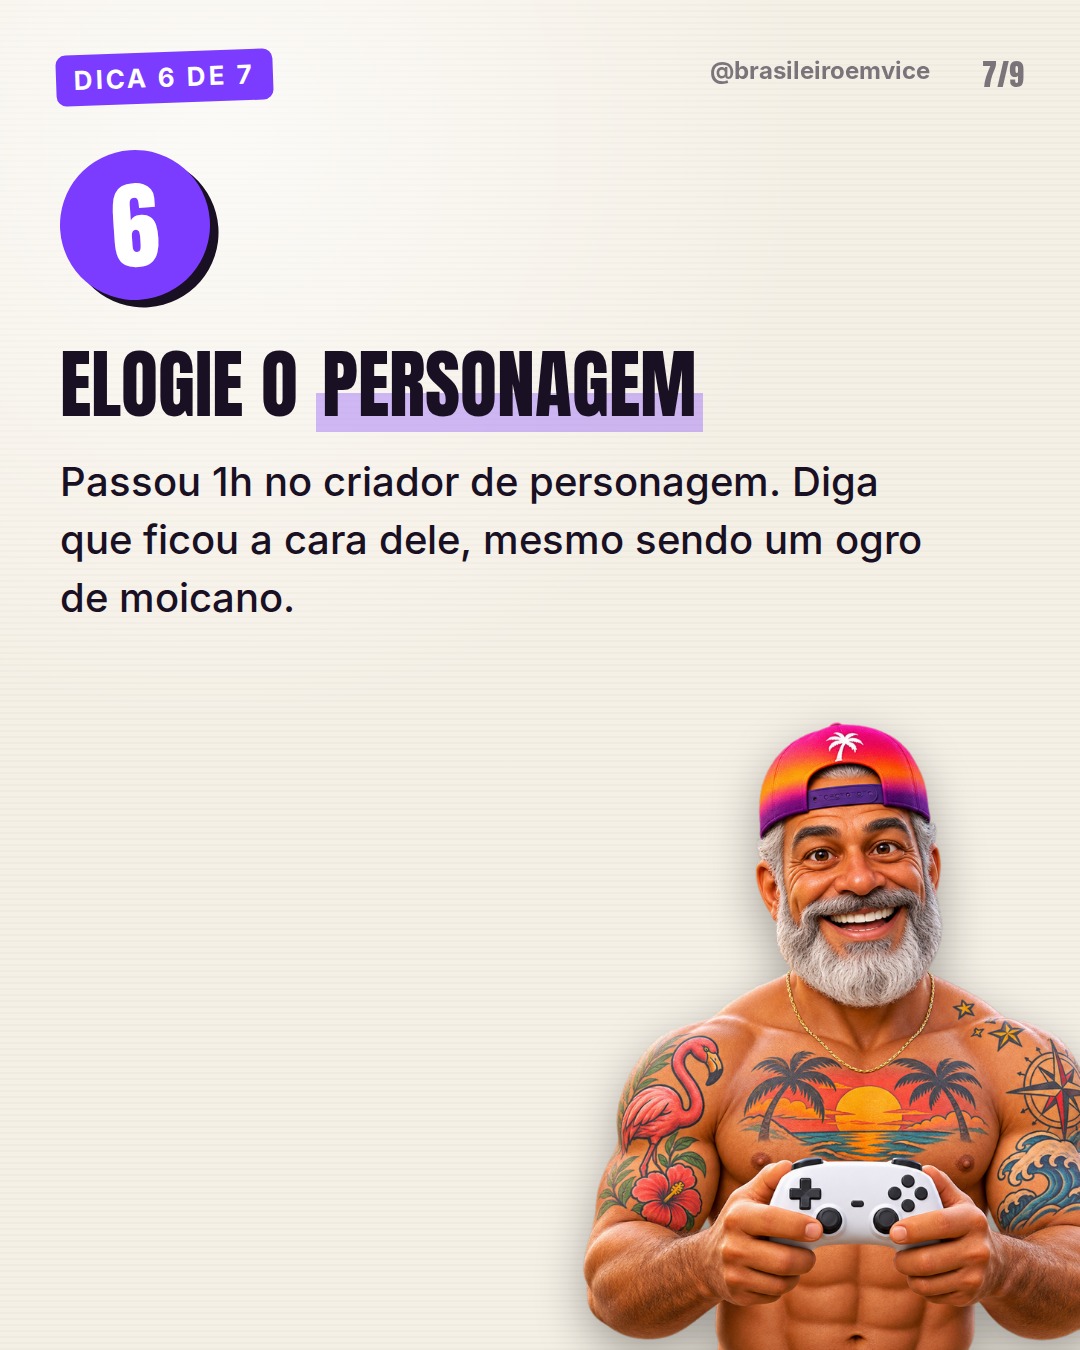 DICA 6 DE 7
@brasileiroemvice
7/9
6
ELOGIE O PERSONAGEM
Passou 1h no criador de personagem. Diga
que ficou a cara dele, mesmo sendo um ogro
de moicano.